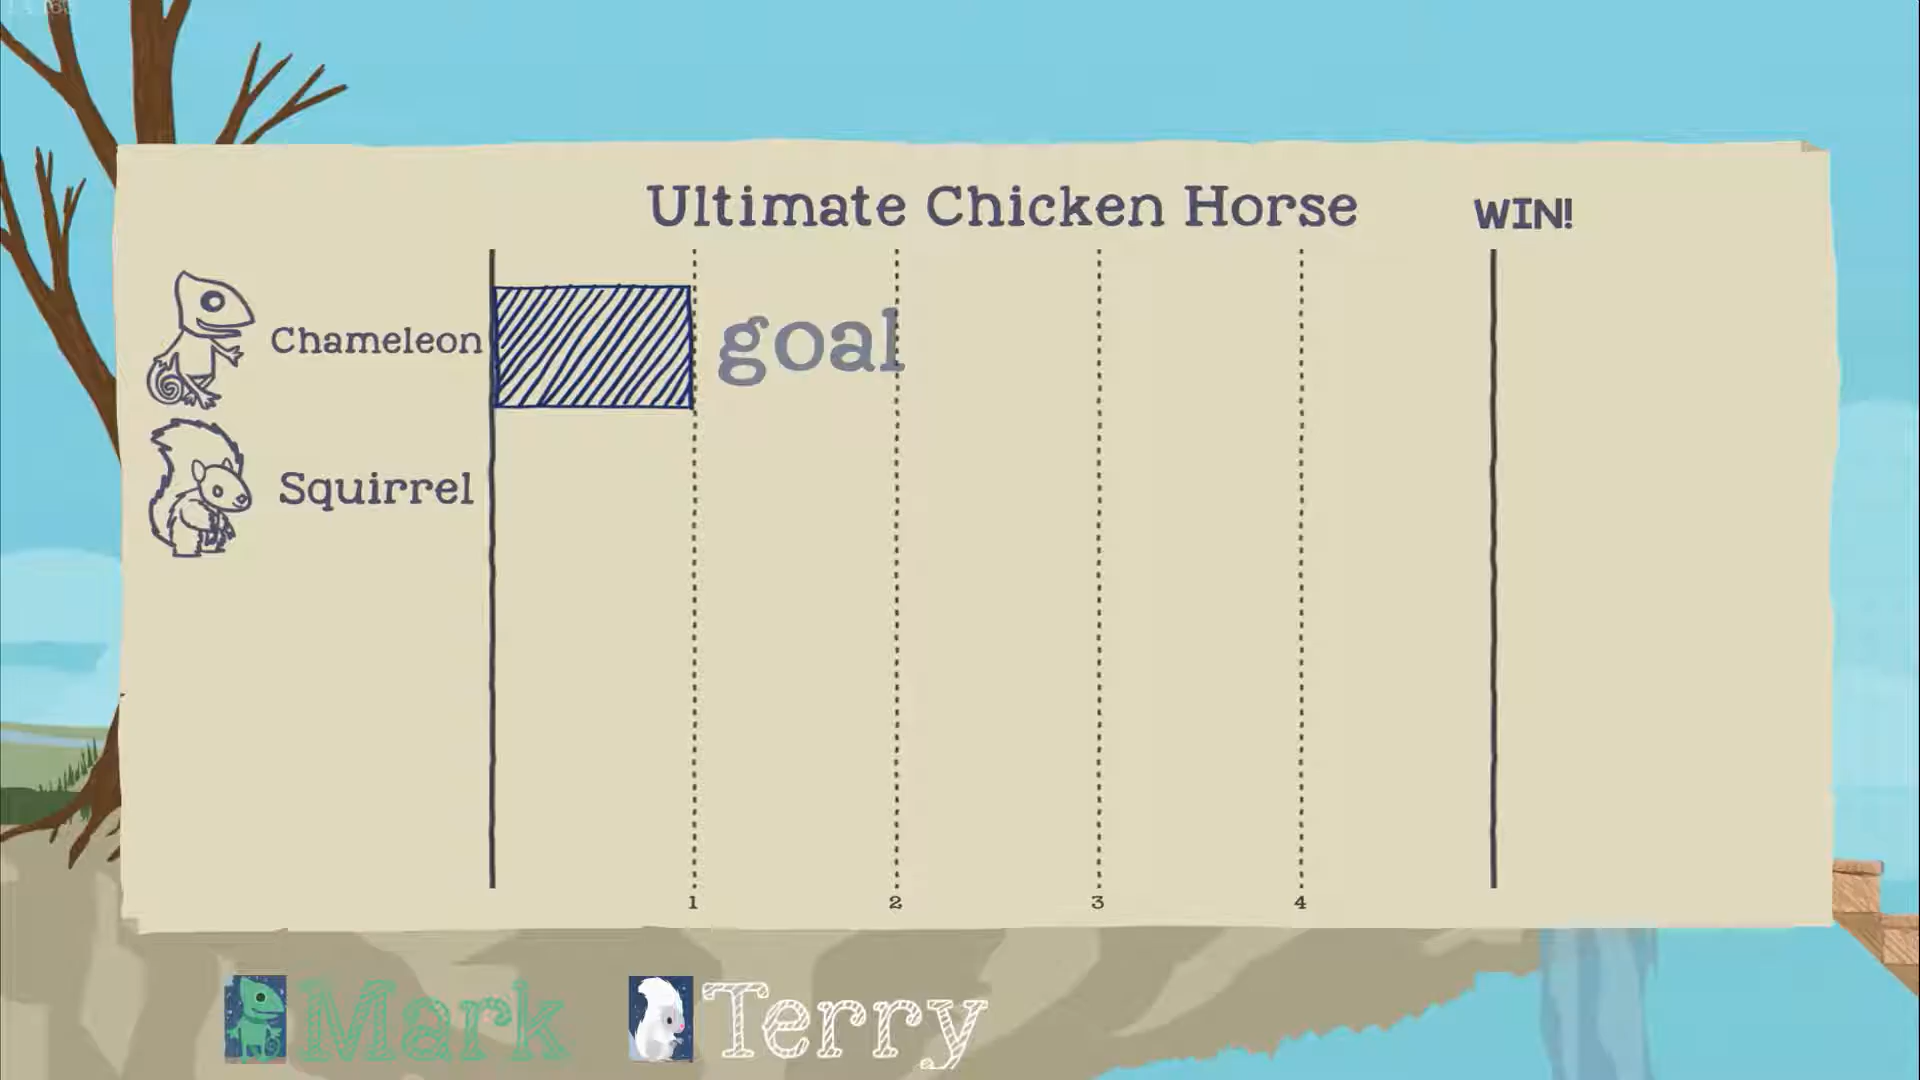 Ultimate Chicken Horse
WIN!
Chameleon
goal
Squirrel
1 2 3 4
Mark
Terry